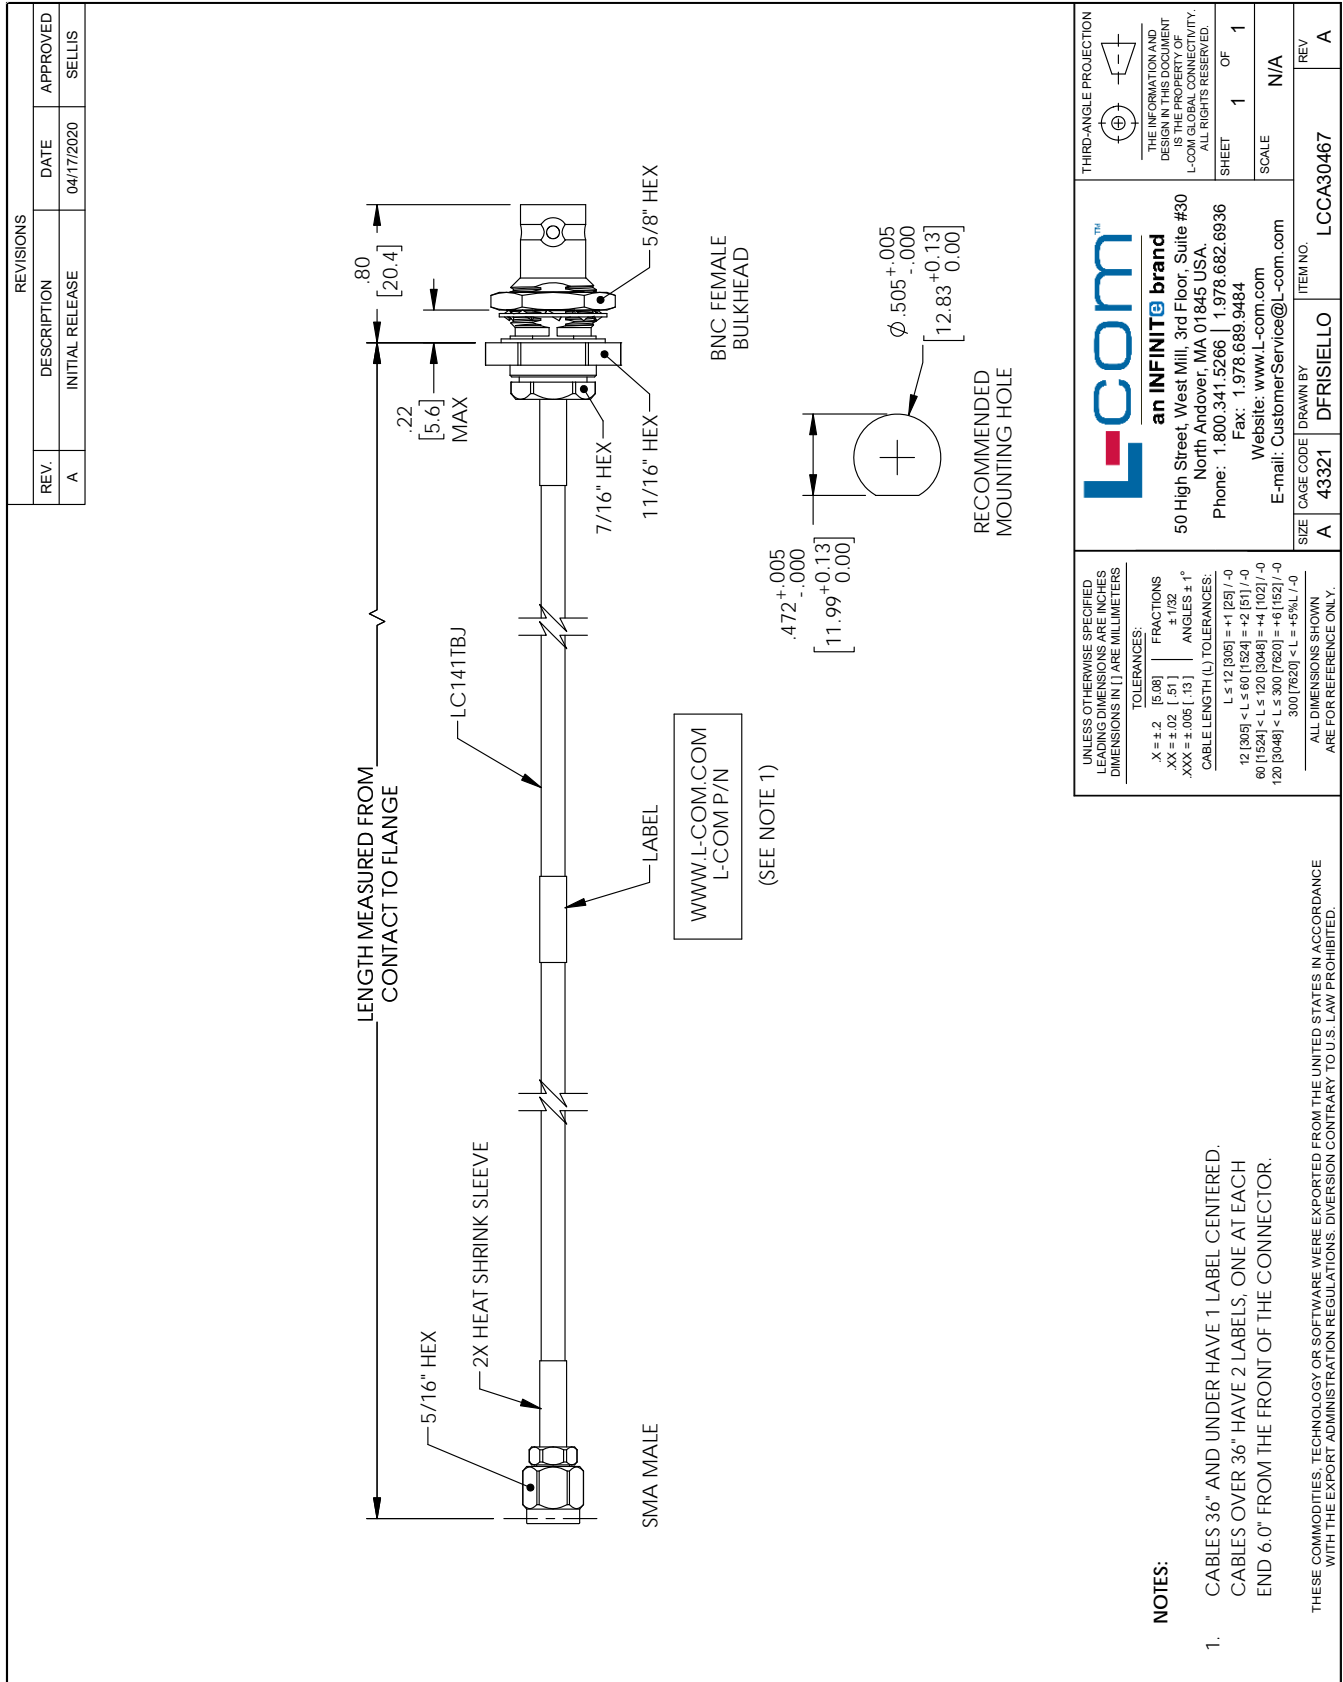 REVISIONS
REV.
DESCRIPTION
DATE
APPROVED
A
INITIAL RELEASE
04/17/2020
SELLIS
LENGTH MEASURED FROM
CONTACT TO FLANGE
.80
[20.4]
.22
[5.6]
MAX
5/16" HEX
2X HEAT SHRINK SLEEVE
LC141TBJ
LABEL
7/16" HEX
11/16" HEX
5/8" HEX
SMA MALE
WWW.L-COM.COM
L-COM P/N
(SEE NOTE 1)
BNC FEMALE
BULKHEAD
.472 +.005 -.000
[11.99 +0.13 0.00]
Ø .505 +.005 -.000
[12.83 +0.13 0.00]
RECOMMENDED
MOUNTING HOLE
NOTES:
1. CABLES 36" AND UNDER HAVE 1 LABEL CENTERED.
CABLES OVER 36" HAVE 2 LABELS, ONE AT EACH
END 6.0" FROM THE FRONT OF THE CONNECTOR.
THESE COMMODITIES, TECHNOLOGY OR SOFTWARE WERE EXPORTED FROM THE UNITED STATES IN ACCORDANCE
WITH THE EXPORT ADMINISTRATION REGULATIONS. DIVERSION CONTRARY TO U.S. LAW PROHIBITED.
UNLESS OTHERWISE SPECIFIED
LEADING DIMENSIONS ARE INCHES
DIMENSIONS IN [ ] ARE MILLIMETERS
TOLERANCES:
.X = ± .2 [5.08] FRACTIONS
.XX = ± .02 [ .51 ] ± 1/32
.XXX = ± .005 [ .13 ] ANGLES ± 1°
CABLE LENGTH (L) TOLERANCES:
L ≤ 12 [305] = +1 [25] / -0
12 [305] < L ≤ 60 [1524] = +2 [51] / -0
60 [1524] < L ≤ 120 [3048] = +4 [102] / -0
120 [3048] < L ≤ 300 [7620] = +6 [152] / -0
300 [7620] < L = +5%L / -0
ALL DIMENSIONS SHOWN
ARE FOR REFERENCE ONLY.
L-com™
an INFINITe brand
50 High Street, West Mill, 3rd Floor, Suite #30
North Andover, MA 01845 USA.
Phone: 1.800.341.5266 | 1.978.682.6936
Fax: 1.978.689.9484
Website: www.L-com.com
E-mail: CustomerService@L-com.com
THIRD-ANGLE PROJECTION
THE INFORMATION AND
DESIGN IN THIS DOCUMENT
IS THE PROPERTY OF
L-COM GLOBAL CONNECTIVITY.
ALL RIGHTS RESERVED.
SHEET
1 OF 1
SCALE
N/A
SIZE
A
CAGE CODE
43321
DRAWN BY
DFRISIELLO
ITEM NO.
LCCA30467
REV
A